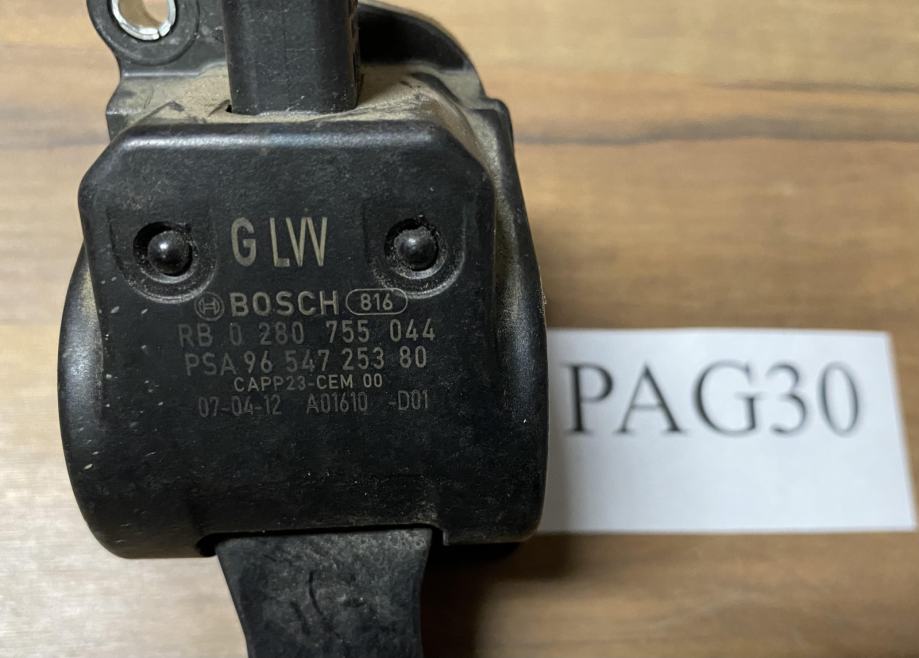 GLW
BOSCH 816
RB 0 280 755 044
PSA 96 547 253 80
CAPP23-CEM 00
07-04-12 A01610 -D01
PAG30